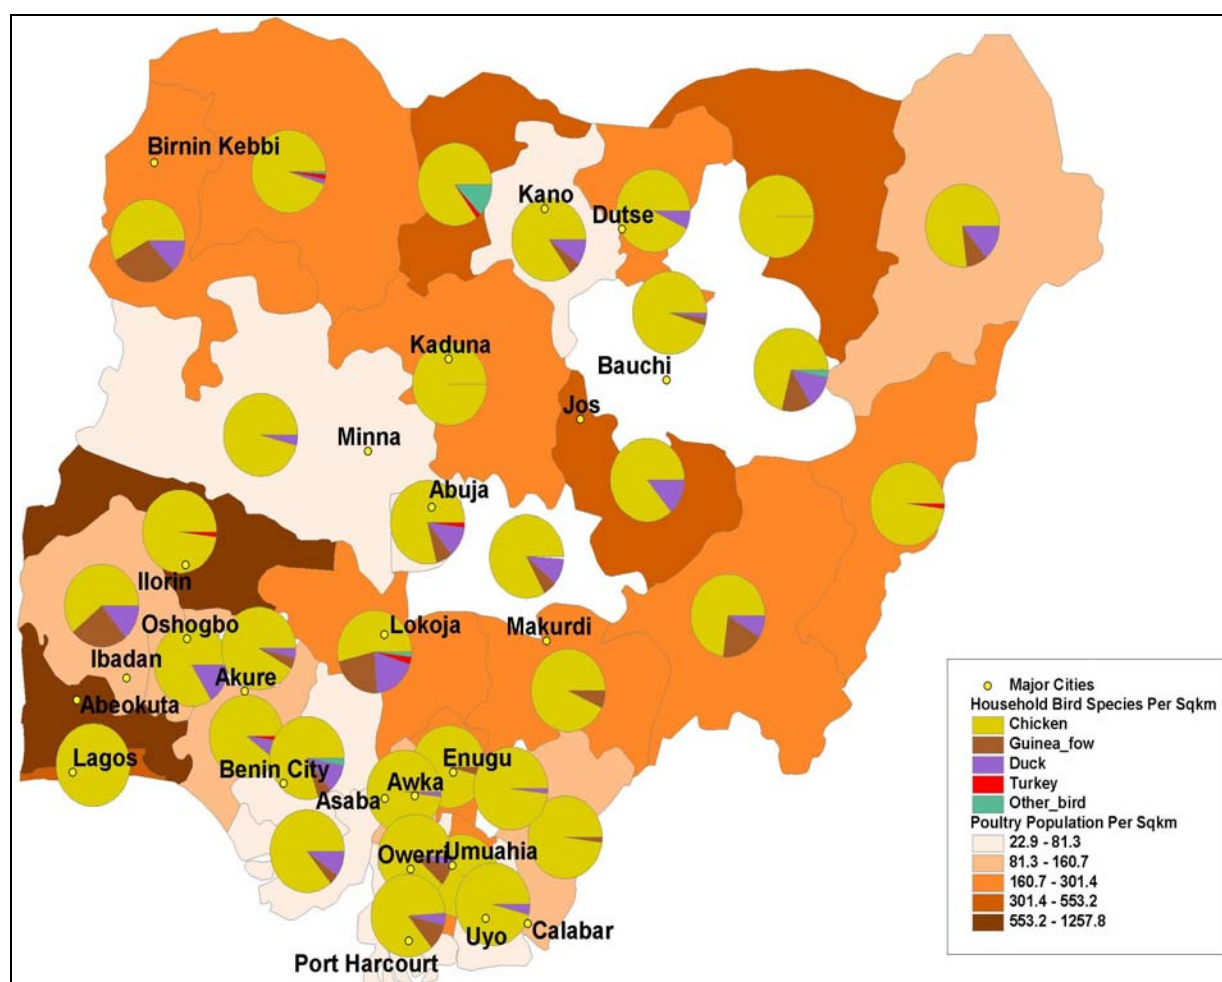 Birnin Kebbi
Kano
Dutse
Kaduna
Bauchi
Jos
Minna
Abuja
Ilorin
Oshogbo
Lokoja
Makurdi
Ibadan
Akure
Abeokuta
Lagos
Benin City
Enugu
Awka
Asaba
Owerri
Umuahia
Uyo
Calabar
Port Harcourt
Major Cities
Household Bird Species Per Sqkm
Chicken
Guinea_fow
Duck
Turkey
Other_bird
Poultry Population Per Sqkm
22.9 - 81.3
81.3 - 160.7
160.7 - 301.4
301.4 - 553.2
553.2 - 1257.8